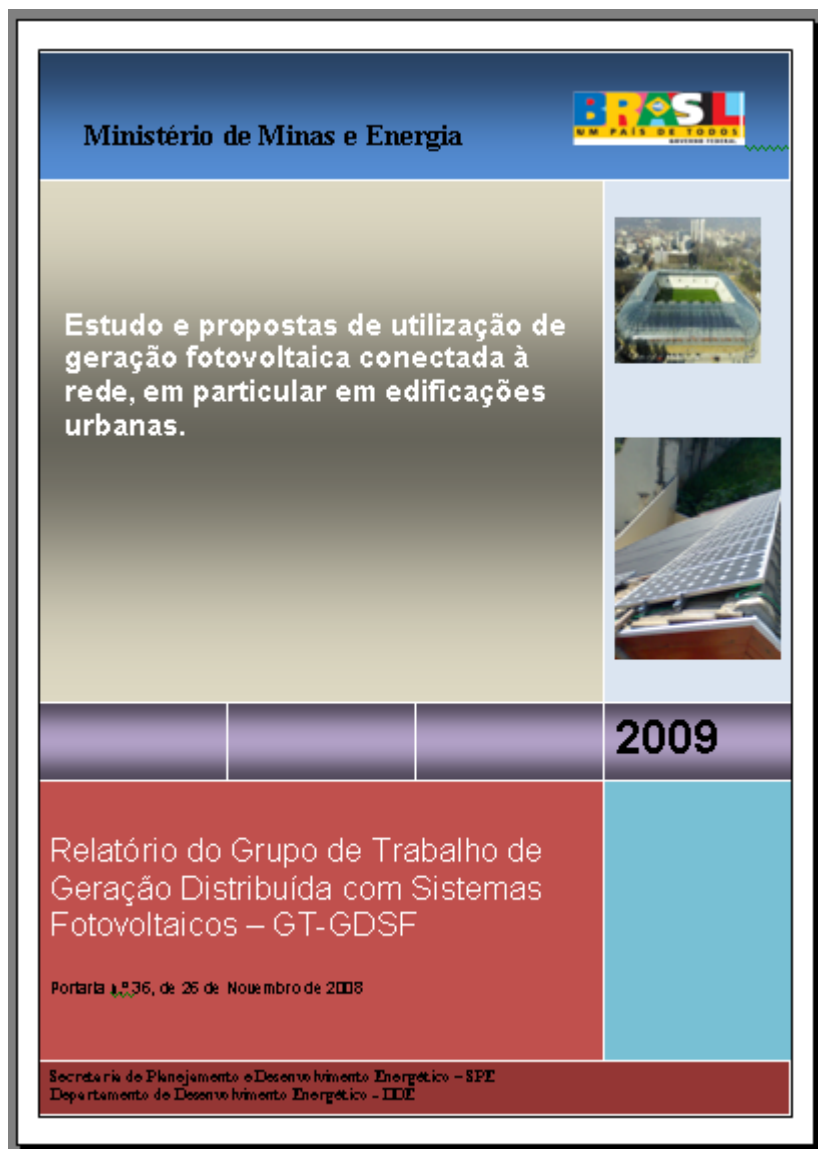 Ministério de Minas e Energia
BRASIL
UM PAÍS DE TODOS
GOVERNO FEDERAL
Estudo e propostas de utilização de
geração fotovoltaica conectada à
rede, em particular em edificações
urbanas.
2009
Relatório do Grupo de Trabalho de
Geração Distribuída com Sistemas
Fotovoltaicos – GT-GDSF
Portaria n.º 36, de 26 de Novembro de 2008
Secretaria de Planejamento e Desenvolvimento Energético – SPE
Departamento de Desenvolvimento Energético - DDE